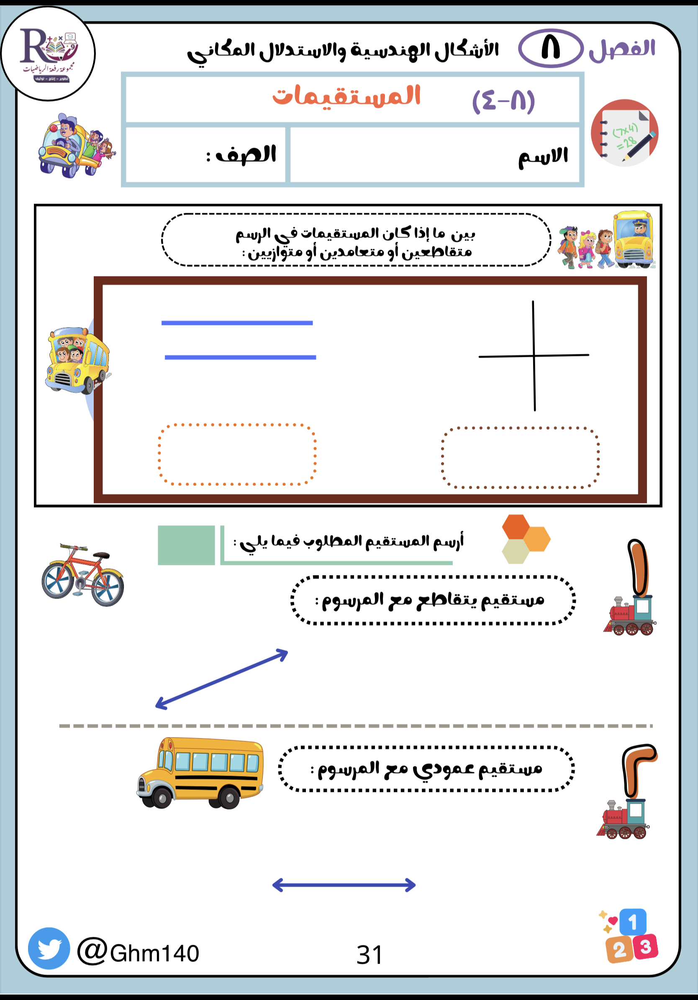 الفصل ٨ الأشكال الهندسية والاستدلال المكاني
R
+ 8 ×
% 9
مجموعة رفعة الرياضيات
تطوير - إنتاج - توثيق
(٨-٤) المستقيمات
(7x4)
=28
الاسم
الصف :
بين ما إذا كان المستقيمات في الرسم
متقاطعين أو متعامدين أو متوازيين :
أرسم المستقيم المطلوب فيما يلي :
١
مستقيم يتقاطع مع المرسوم :
٢
مستقيم عمودي مع المرسوم :
1
2 3
@Ghm140
31